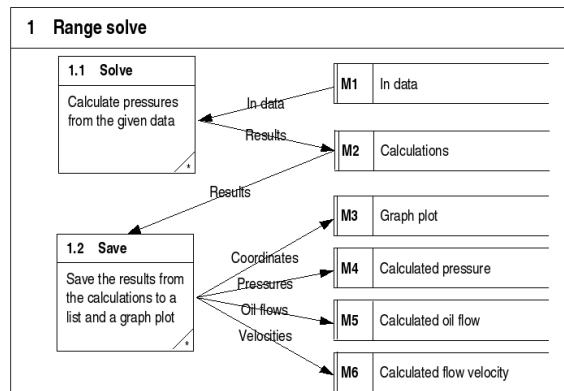 1 Range solve
1.1 Solve
Calculate pressures
from the given data
*
In data
Results
M1 In data
M2 Calculations
Results
1.2 Save
Save the results from
the calculations to a
list and a graph plot
*
Coordinates
Pressures
Oil flows
Velocities
M3 Graph plot
M4 Calculated pressure
M5 Calculated oil flow
M6 Calculated flow velocity